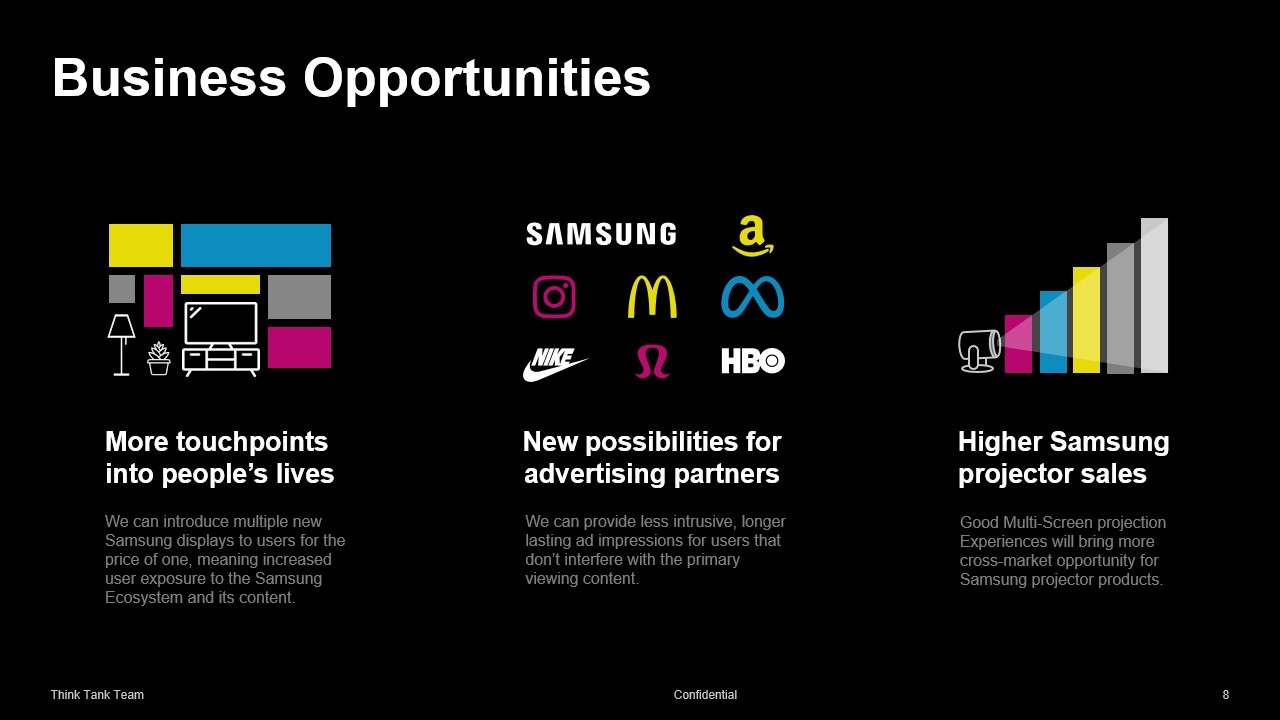 Business Opportunities
SAMSUNG
a
NIKE
HBO
More touchpoints
into people’s lives
We can introduce multiple new
Samsung displays to users for the
price of one, meaning increased
user exposure to the Samsung
Ecosystem and its content.
New possibilities for
advertising partners
We can provide less intrusive, longer
lasting ad impressions for users that
don’t interfere with the primary
viewing content.
Higher Samsung
projector sales
Good Multi-Screen projection
Experiences will bring more
cross-market opportunity for
Samsung projector products.
Think Tank Team
Confidential
8